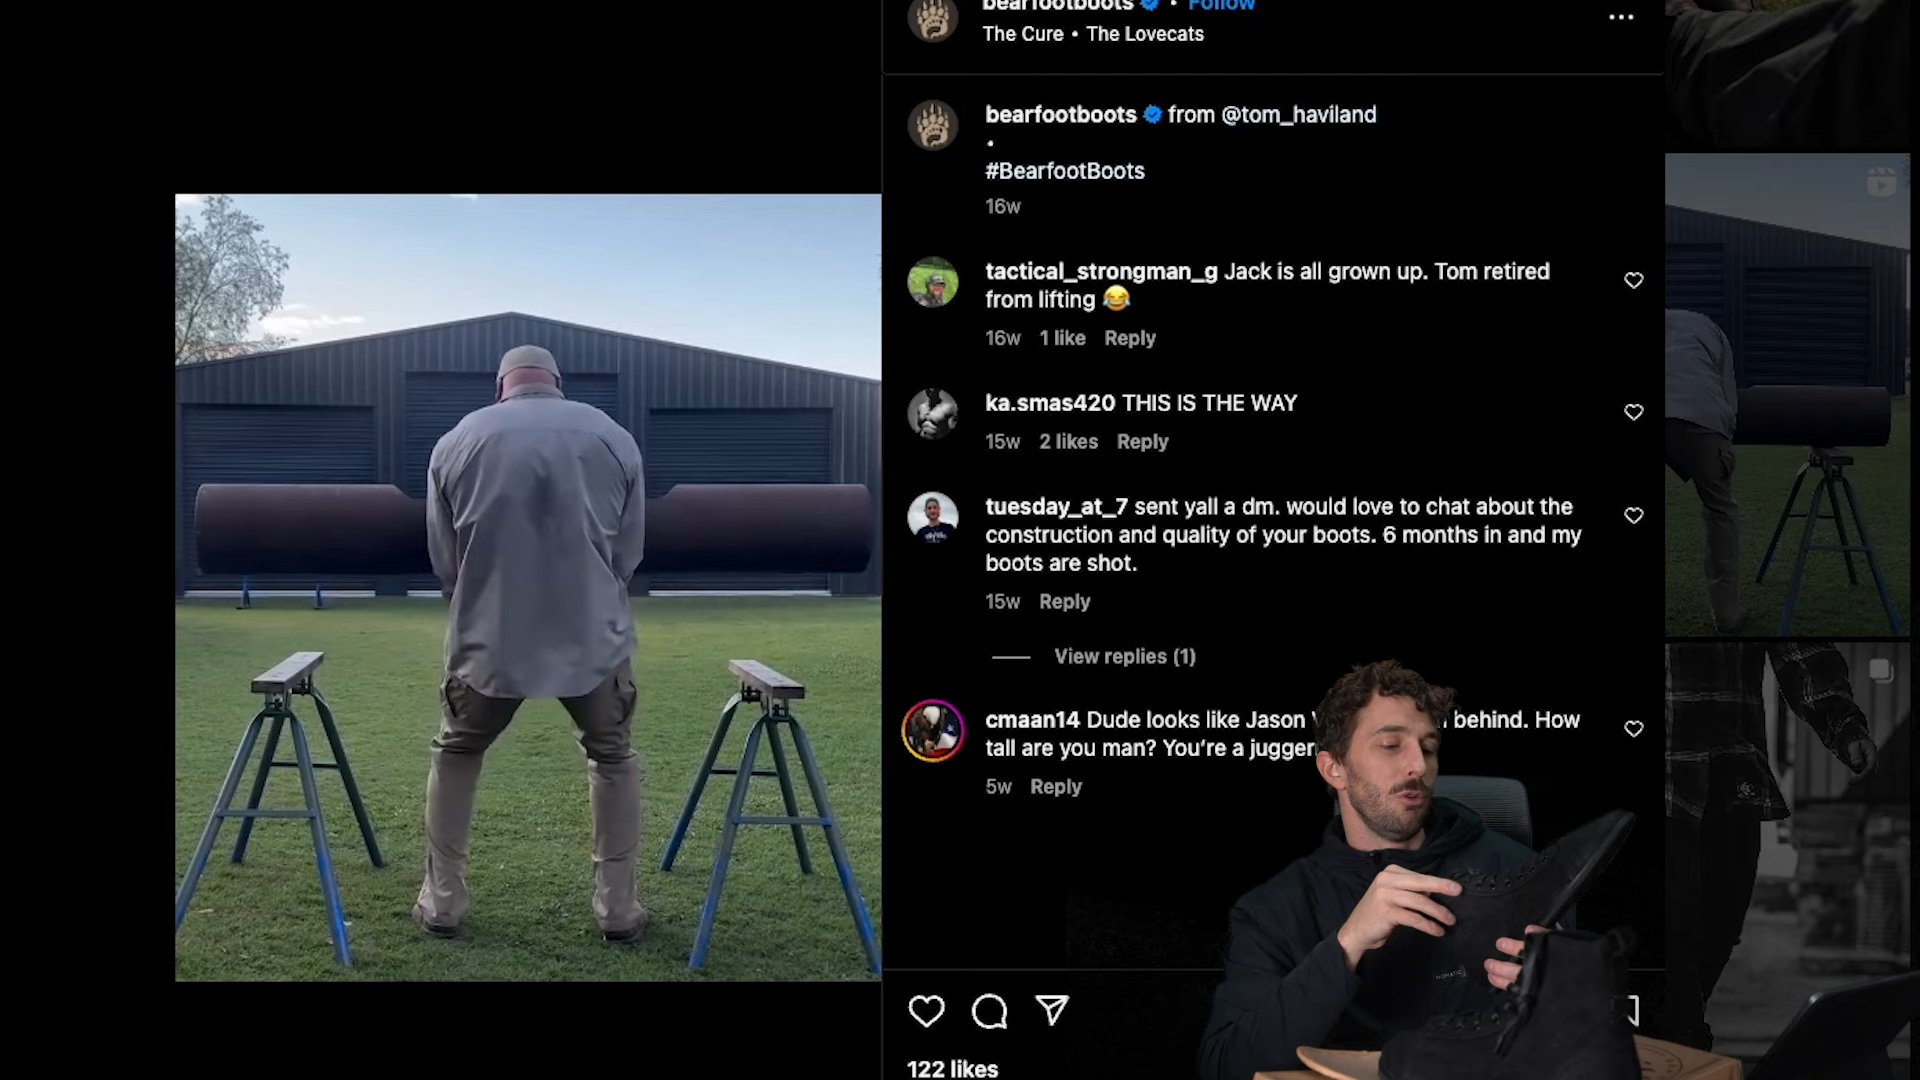 bearfootboots • Follow
The Cure • The Lovecats
bearfootboots from @tom_haviland
•
#BearfootBoots
16w
tactical_strongman_g Jack is all grown up. Tom retired
from lifting 😂
16w 1 like Reply
ka.smas420 THIS IS THE WAY
15w 2 likes Reply
tuesday_at_7 sent yall a dm. would love to chat about the
construction and quality of your boots. 6 months in and my
boots are shot.
15w Reply
View replies (1)
cmaan14 Dude looks like Jason behind. How
tall are you man? You're a jugger
5w Reply
NOMATIC
122 likes